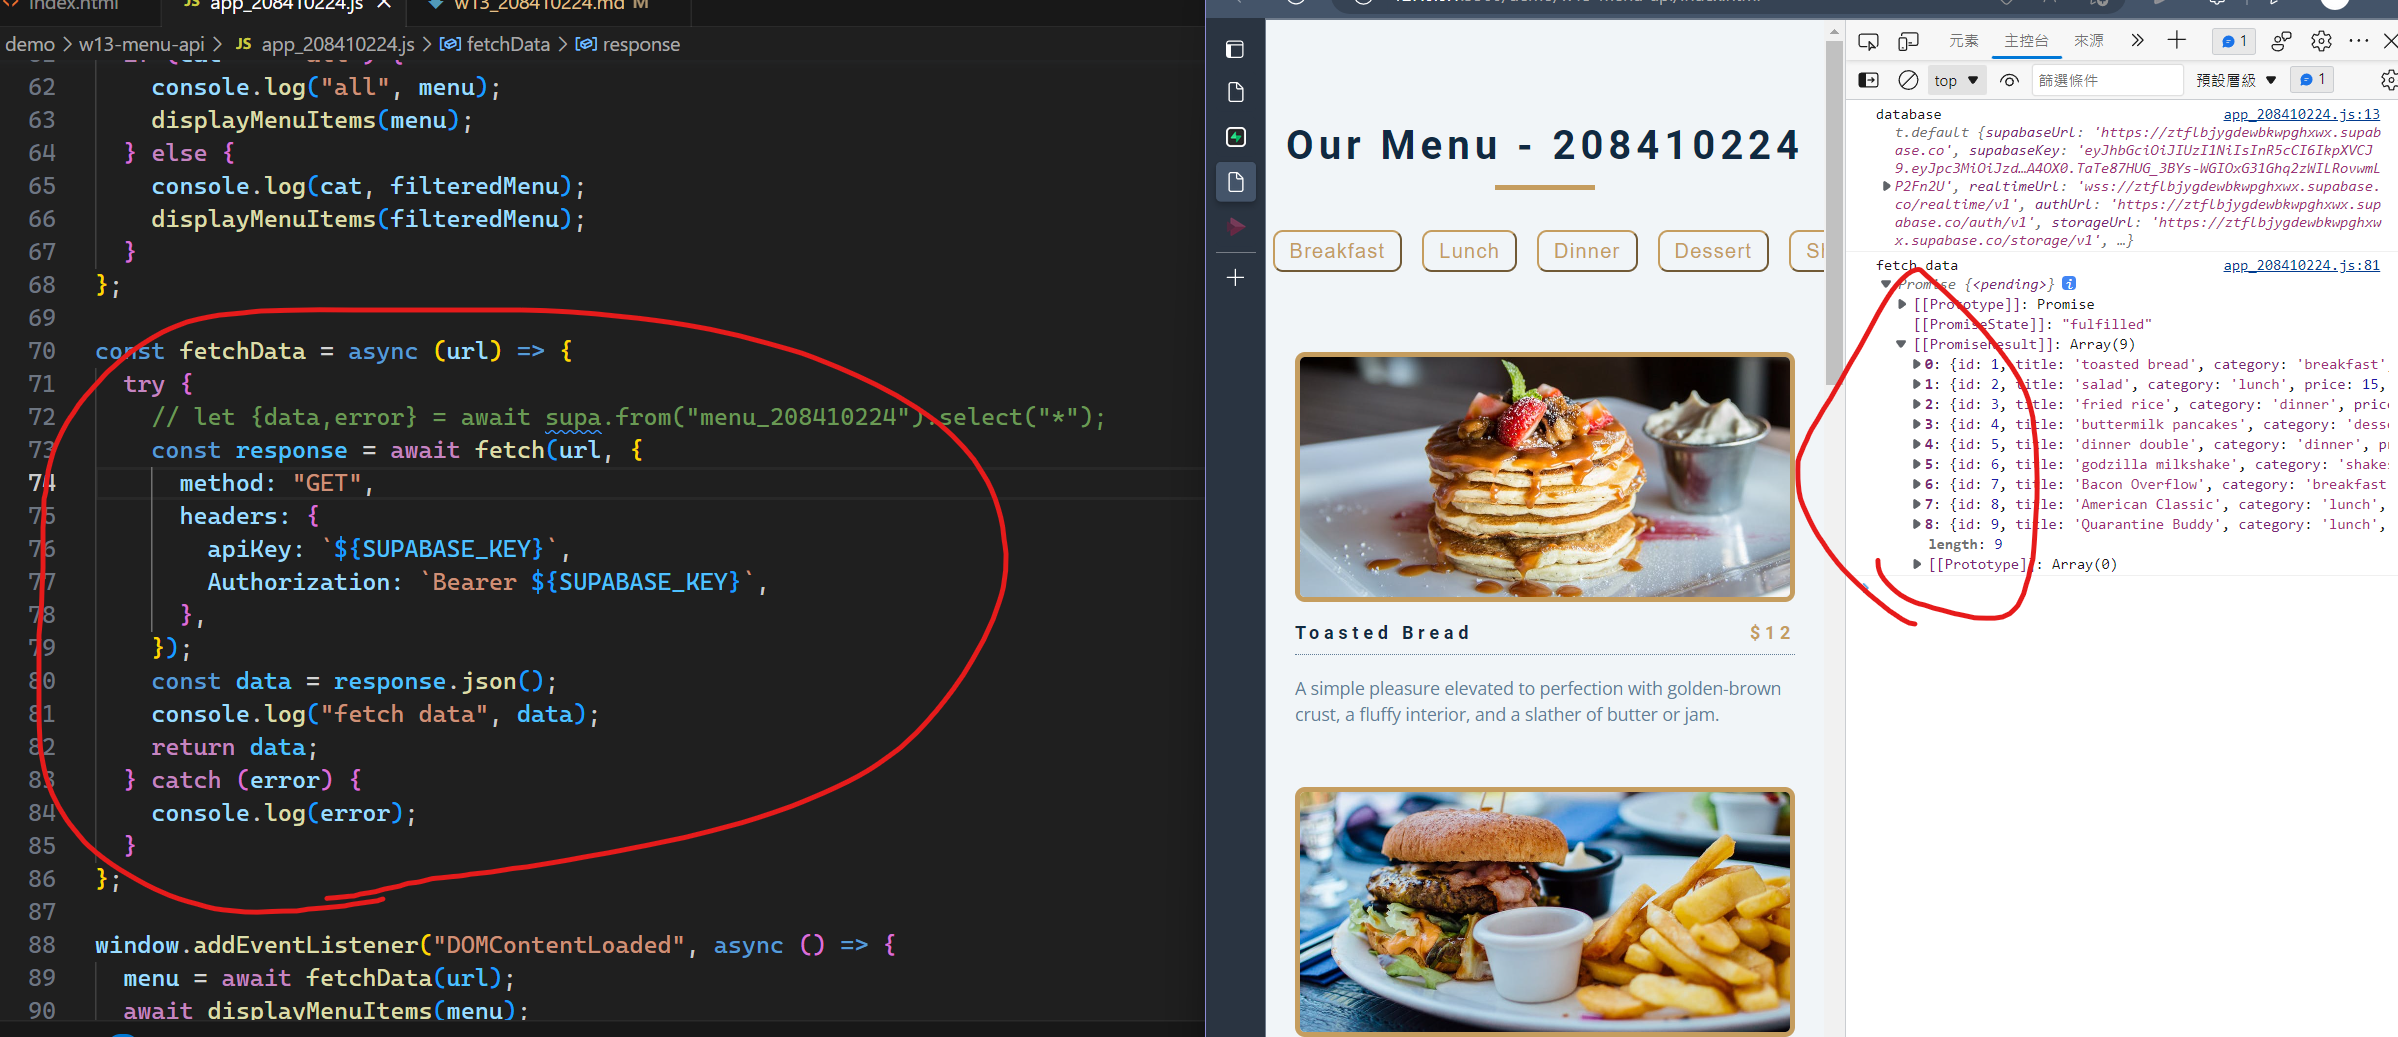 index.html
JS app_208410224.js ×
w13_208410224.md M
demo > w13-menu-api > JS app_208410224.js > fetchData > response
62 console.log("all", menu);
63 displayMenuItems(menu);
64 } else {
65 console.log(cat, filteredMenu);
66 displayMenuItems(filteredMenu);
67 }
68 };
69
70 const fetchData = async (url) => {
71 try {
72 // let {data,error} = await supa.from("menu_208410224").select("*");
73 const response = await fetch(url, {
74 method: "GET",
75 headers: {
76 apiKey: `${SUPABASE_KEY}`,
77 Authorization: `Bearer ${SUPABASE_KEY}`,
78 },
79 });
80 const data = response.json();
81 console.log("fetch data", data);
82 return data;
83 } catch (error) {
84 console.log(error);
85 }
86 };
87
88 window.addEventListener("DOMContentLoaded", async () => {
89 menu = await fetchData(url);
90 await displayMenuItems(menu);
Our Menu - 208410224
Breakfast
Lunch
Dinner
Dessert
Toasted Bread $12
A simple pleasure elevated to perfection with golden-brown
crust, a fluffy interior, and a slather of butter or jam.
元素 主控台 來源 1
top 篩選條件 預設層級 1
database app_208410224.js:13
t.default {supabaseUrl: 'https://ztflbjygdewbkwpghxwx.supab
ase.co', supabaseKey: 'eyJhbGciOiJIUzI1NiIsInR5cCI6IkpXVCJ
9.eyJpc3MiOiJzd…A4OX0.TaTe87HUG_3BYs-WGIOxG31Ghq2zWILRovwmL
P2Fn2U', realtimeUrl: 'wss://ztflbjygdewbkwpghxwx.supabase.
co/realtime/v1', authUrl: 'https://ztflbjygdewbkwpghxwx.sup
abase.co/auth/v1', storageUrl: 'https://ztflbjygdewbkwpghxw
x.supabase.co/storage/v1', …}
fetch data app_208410224.js:81
Promise {<pending>}
[[Prototype]]: Promise
[[PromiseState]]: "fulfilled"
[[PromiseResult]]: Array(9)
0: {id: 1, title: 'toasted bread', category: 'breakfast',
1: {id: 2, title: 'salad', category: 'lunch', price: 15,
2: {id: 3, title: 'fried rice', category: 'dinner', price
3: {id: 4, title: 'buttermilk pancakes', category: 'desse
4: {id: 5, title: 'dinner double', category: 'dinner', pr
5: {id: 6, title: 'godzilla milkshake', category: 'shake
6: {id: 7, title: 'Bacon Overflow', category: 'breakfast
7: {id: 8, title: 'American Classic', category: 'lunch',
8: {id: 9, title: 'Quarantine Buddy', category: 'lunch',
length: 9
[[Prototype]]: Array(0)